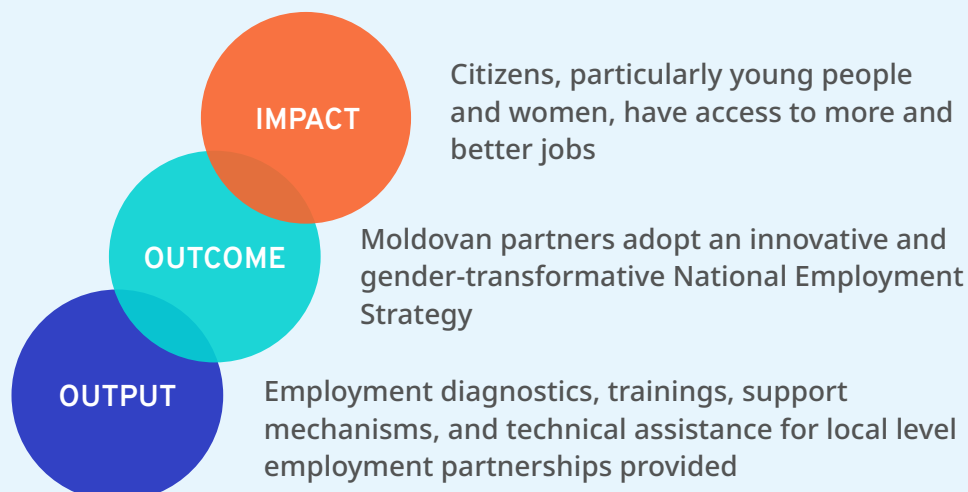 IMPACT
Citizens, particularly young people
and women, have access to more and
better jobs
OUTCOME
Moldovan partners adopt an innovative and
gender-transformative National Employment
Strategy
OUTPUT
Employment diagnostics, trainings, support
mechanisms, and technical assistance for local level
employment partnerships provided